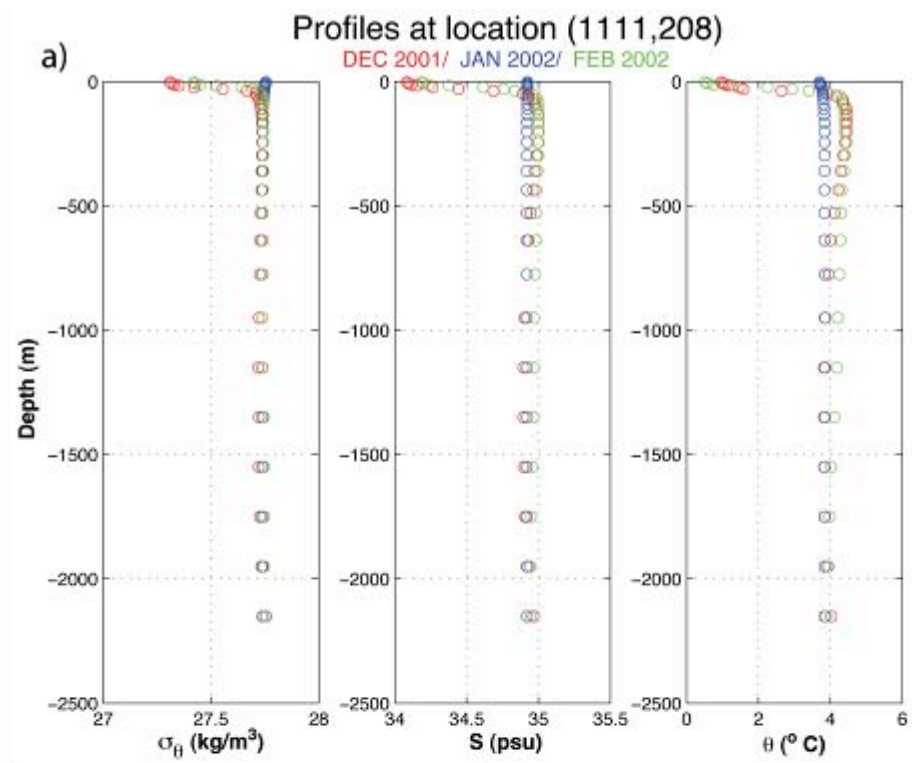 Profiles at location (1111,208)
a)
DEC 2001/ JAN 2002/ FEB 2002
0 0 0
−500 −500 −500
−1000 −1000 −1000
−1500 −1500 −1500
−2000 −2000 −2000
−2500 −2500 −2500
Depth (m)
27 27.5 28 34 34.5 35 35.5 0 2 4 6
σθ (kg/m³) S (psu) θ (° C)